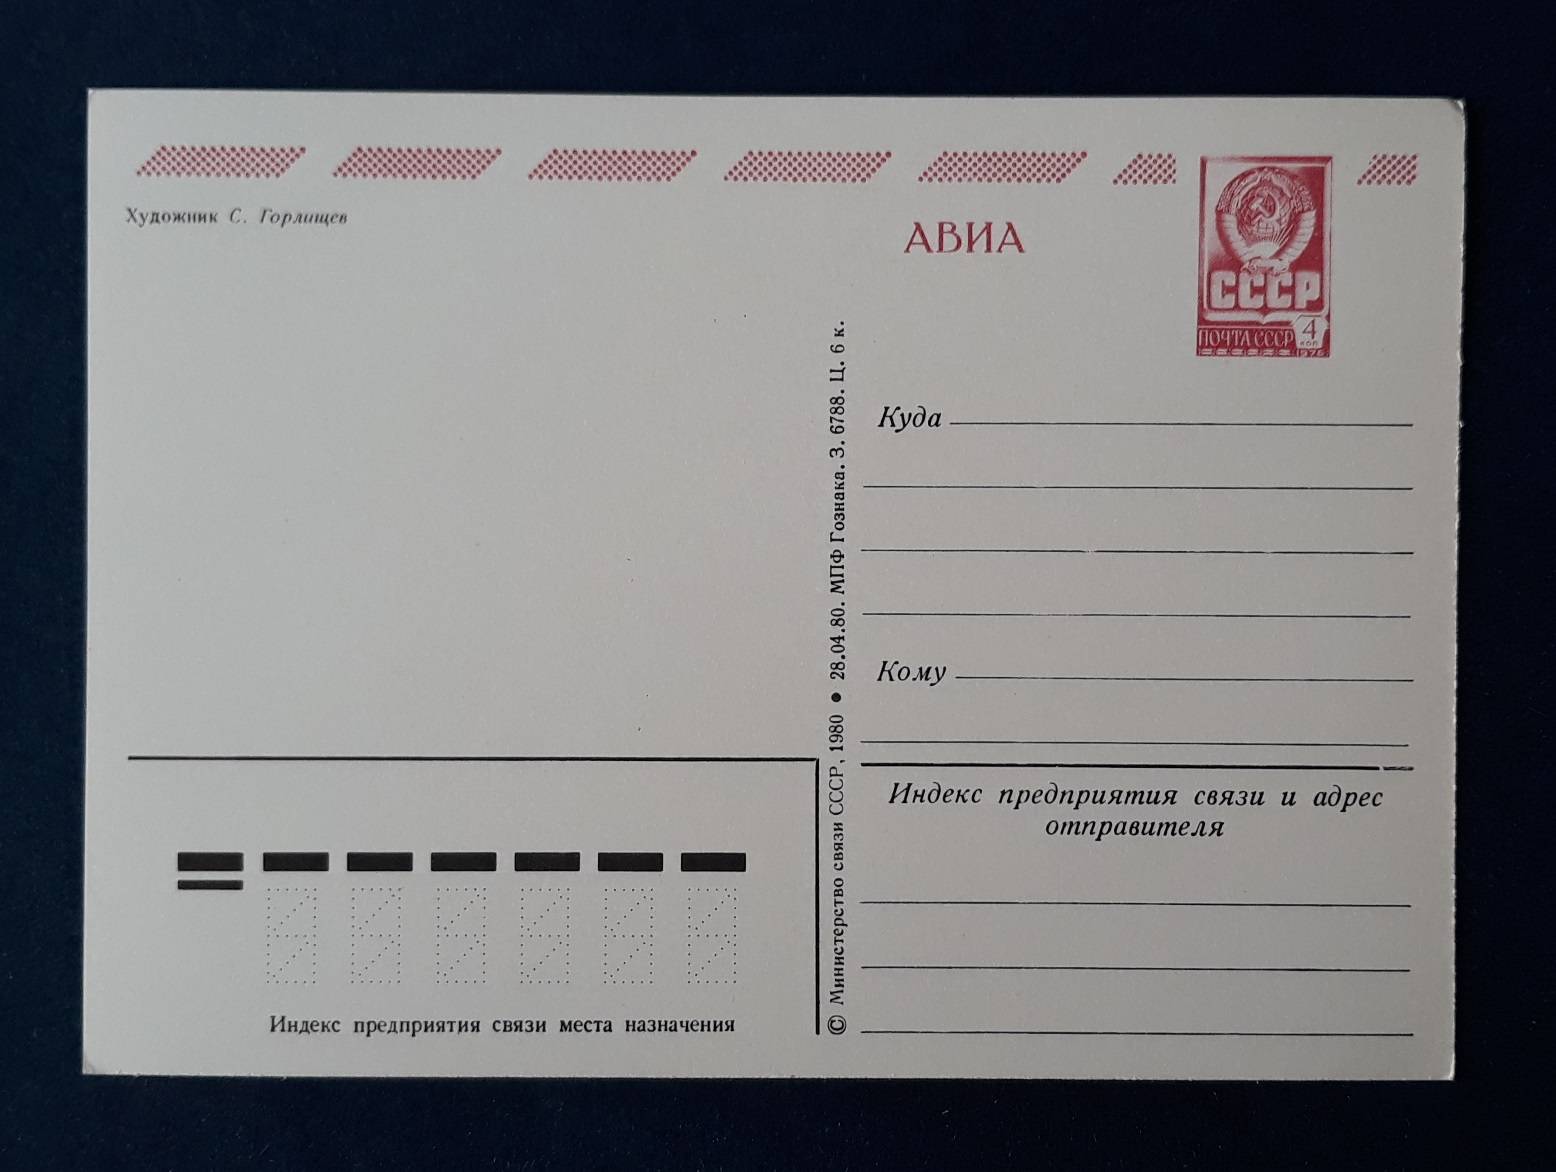 Художник С. Горлищев
АВИА
СССР
ПОЧТА СССР 4 коп
1976
Куда
Кому
Индекс предприятия связи и адрес
отправителя
© Министерство связи СССР, 1980 ● 28.04.80. МПФ Гознака. З. 6788. Ц. 6 к.
Индекс предприятия связи места назначения